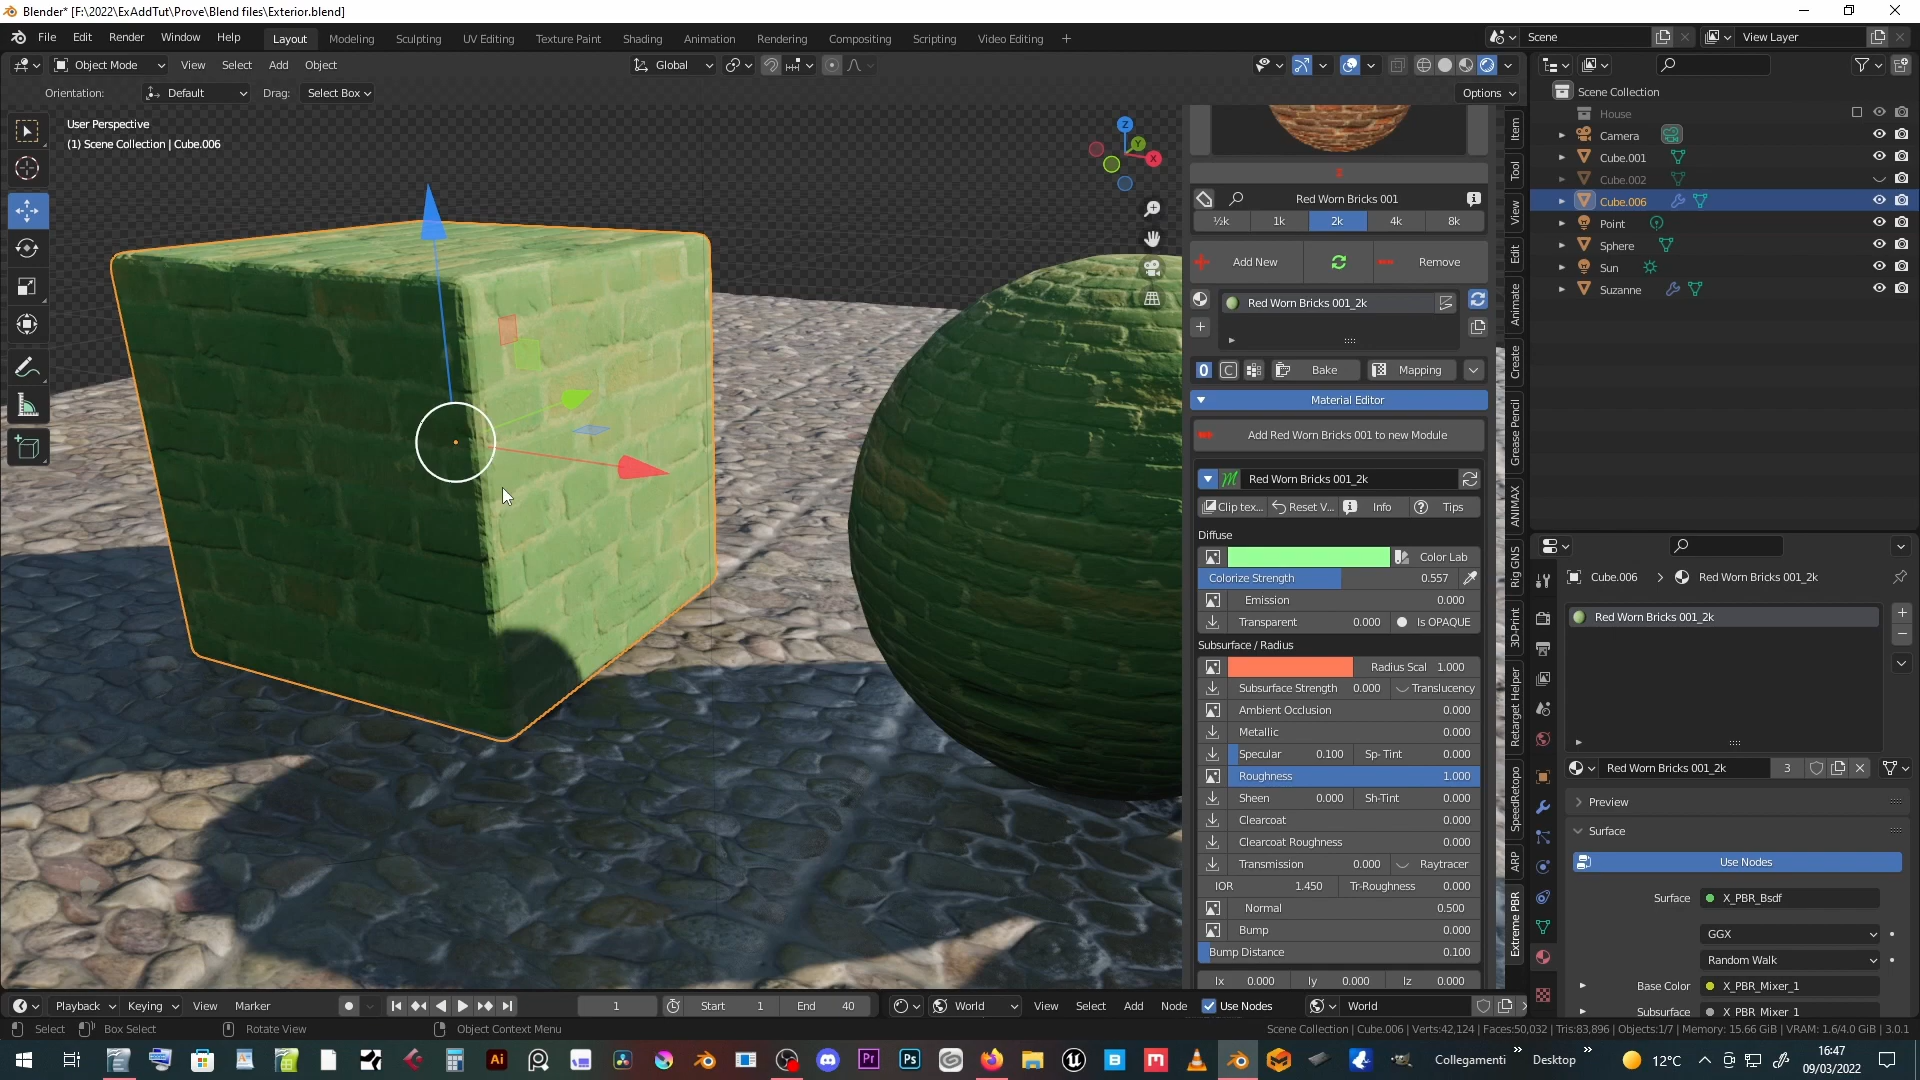 Blender* [F:\2022\ExAddTut\Prove\Blend files\Exterior.blend]
File Edit Render Window Help Layout Modeling Sculpting UV Editing Texture Paint Shading Animation Rendering Compositing Scripting Video Editing + Scene View Layer
Object Mode View Select Add Object Global
Orientation: Default Drag: Select Box Options
User Perspective
(1) Scene Collection | Cube.006
Z
Y
X
2
Red Worn Bricks 001
½k 1k 2k 4k 8k
Add New Remove
Red Worn Bricks 001_2k
0 C Bake Mapping
Material Editor
Add Red Worn Bricks 001 to new Module
Red Worn Bricks 001_2k
Clip tex... Reset V... Info Tips
Diffuse
Color Lab
Colorize Strength 0.557
Emission 0.000
Transparent 0.000 Is OPAQUE
Subsurface / Radius
Radius Scal 1.000
Subsurface Strength 0.000 Translucency
Ambient Occlusion 0.000
Metallic 0.000
Specular 0.100 Sp- Tint 0.000
Roughness 1.000
Sheen 0.000 Sh-Tint 0.000
Clearcoat 0.000
Clearcoat Roughness 0.000
Transmission 0.000 Raytracer
IOR 1.450 Tr-Roughness 0.000
Normal 0.500
Bump 0.000
Bump Distance 0.100
Ix 0.000 Iy 0.000 Iz 0.000
Item
Tool
View
Edit
Animate
Create
Grease Pencil
ANIMAX
Rig GNS
3D-Print
Retarget Helper
SpeedRetopo
ARP
Extreme PBR
Scene Collection
House
Camera
Cube.001
Cube.002
Cube.006
Point
Sphere
Sun
Suzanne
Cube.006 > Red Worn Bricks 001_2k
Red Worn Bricks 001_2k
Red Worn Bricks 001_2k 3
Preview
Surface
Use Nodes
Surface X_PBR_Bsdf
GGX
Random Walk
Base Color X_PBR_Mixer_1
Subsurface X_PBR_Mixer_1
Playback Keying View Marker 1 Start 1 End 40 World View Select Add Node Use Nodes World
Select Box Select Rotate View Object Context Menu Scene Collection | Cube.006 | Verts:42,124 | Faces:50,032 | Tris:83,896 | Objects:1/7 | Memory: 15.66 GiB | VRAM: 1.6/4.0 GiB | 3.0.1
Ai Pr Ps B M Collegamenti » Desktop » 12°C 16:47
09/03/2022